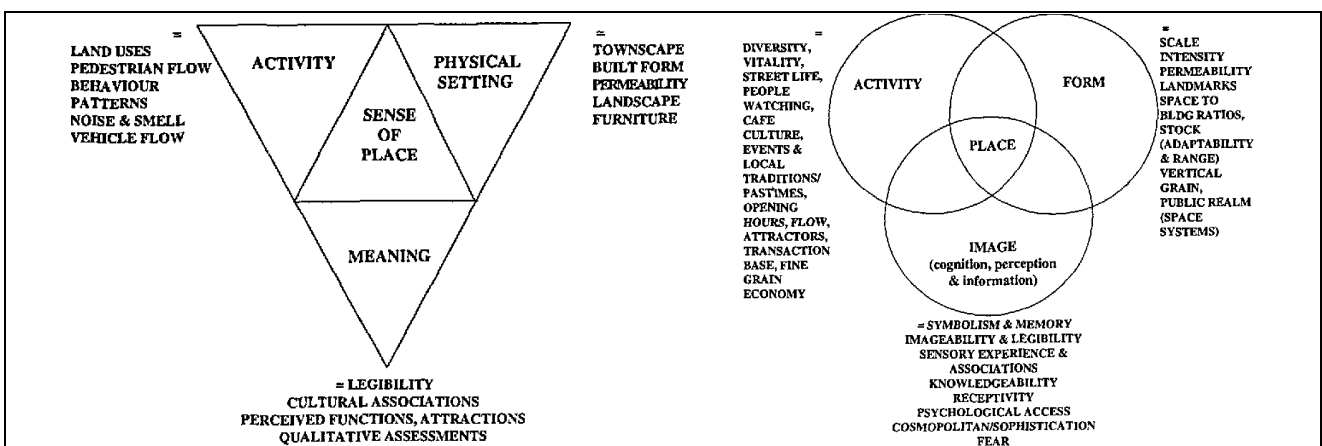 =
LAND USES
PEDESTRIAN FLOW
BEHAVIOUR
PATTERNS
NOISE & SMELL
VEHICLE FLOW
ACTIVITY
PHYSICAL
SETTING
SENSE
OF
PLACE
MEANING
=
TOWNSCAPE
BUILT FORM
PERMEABILITY
LANDSCAPE
FURNITURE
= LEGIBILITY
CULTURAL ASSOCIATIONS
PERCEIVED FUNCTIONS, ATTRACTIONS
QUALITATIVE ASSESSMENTS
=
DIVERSITY,
VITALITY,
STREET LIFE,
PEOPLE
WATCHING,
CAFE
CULTURE,
EVENTS &
LOCAL
TRADITIONS/
PASTIMES,
OPENING
HOURS, FLOW,
ATTRACTORS,
TRANSACTION
BASE, FINE
GRAIN
ECONOMY
ACTIVITY
FORM
PLACE
IMAGE
(cognition, perception
& information)
=
SCALE
INTENSITY
PERMEABILITY
LANDMARKS
SPACE TO
BLDG RATIOS,
STOCK
(ADAPTABILITY
& RANGE)
VERTICAL
GRAIN,
PUBLIC REALM
(SPACE
SYSTEMS)
= SYMBOLISM & MEMORY
IMAGEABILITY & LEGIBILITY
SENSORY EXPERIENCE &
ASSOCIATIONS
KNOWLEDGEABILITY
RECEPTIVITY
PSYCHOLOGICAL ACCESS
COSMOPOLITAN/SOPHISTICATION
FEAR